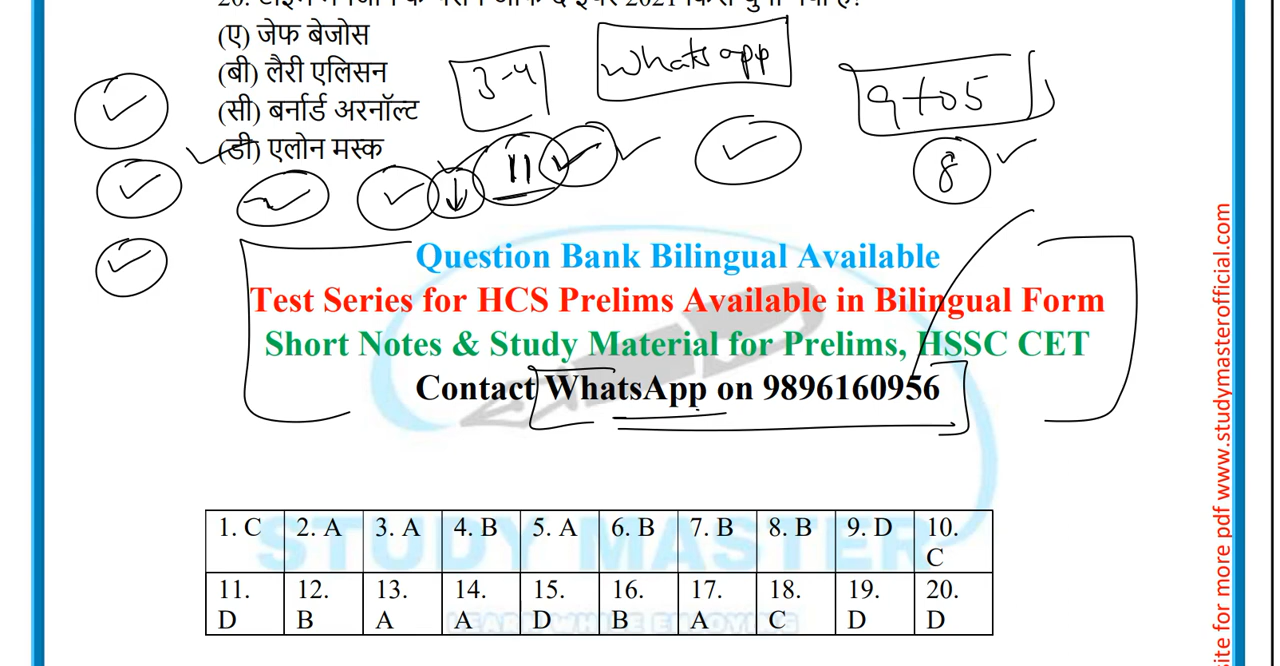 (ए) जेफ बेजोस
(बी) लैरी एलिसन
3-4
whatsapp
9 to 5
(सी) बर्नार्ड अरनॉल्ट
(डी) एलोन मस्क
11
8
Question Bank Bilingual Available
Test Series for HCS Prelims Available in Bilingual Form
Short Notes & Study Material for Prelims, HSSC CET
Contact WhatsApp on 9896160956
1. C 2. A 3. A 4. B 5. A 6. B 7. B 8. B 9. D 10. C
11. D 12. B 13. A 14. A 15. D 16. B 17. A 18. C 19. D 20. D
STUDY MASTER
LEARN WHILE ENJOYING
site for more pdf www.studymasterofficial.com